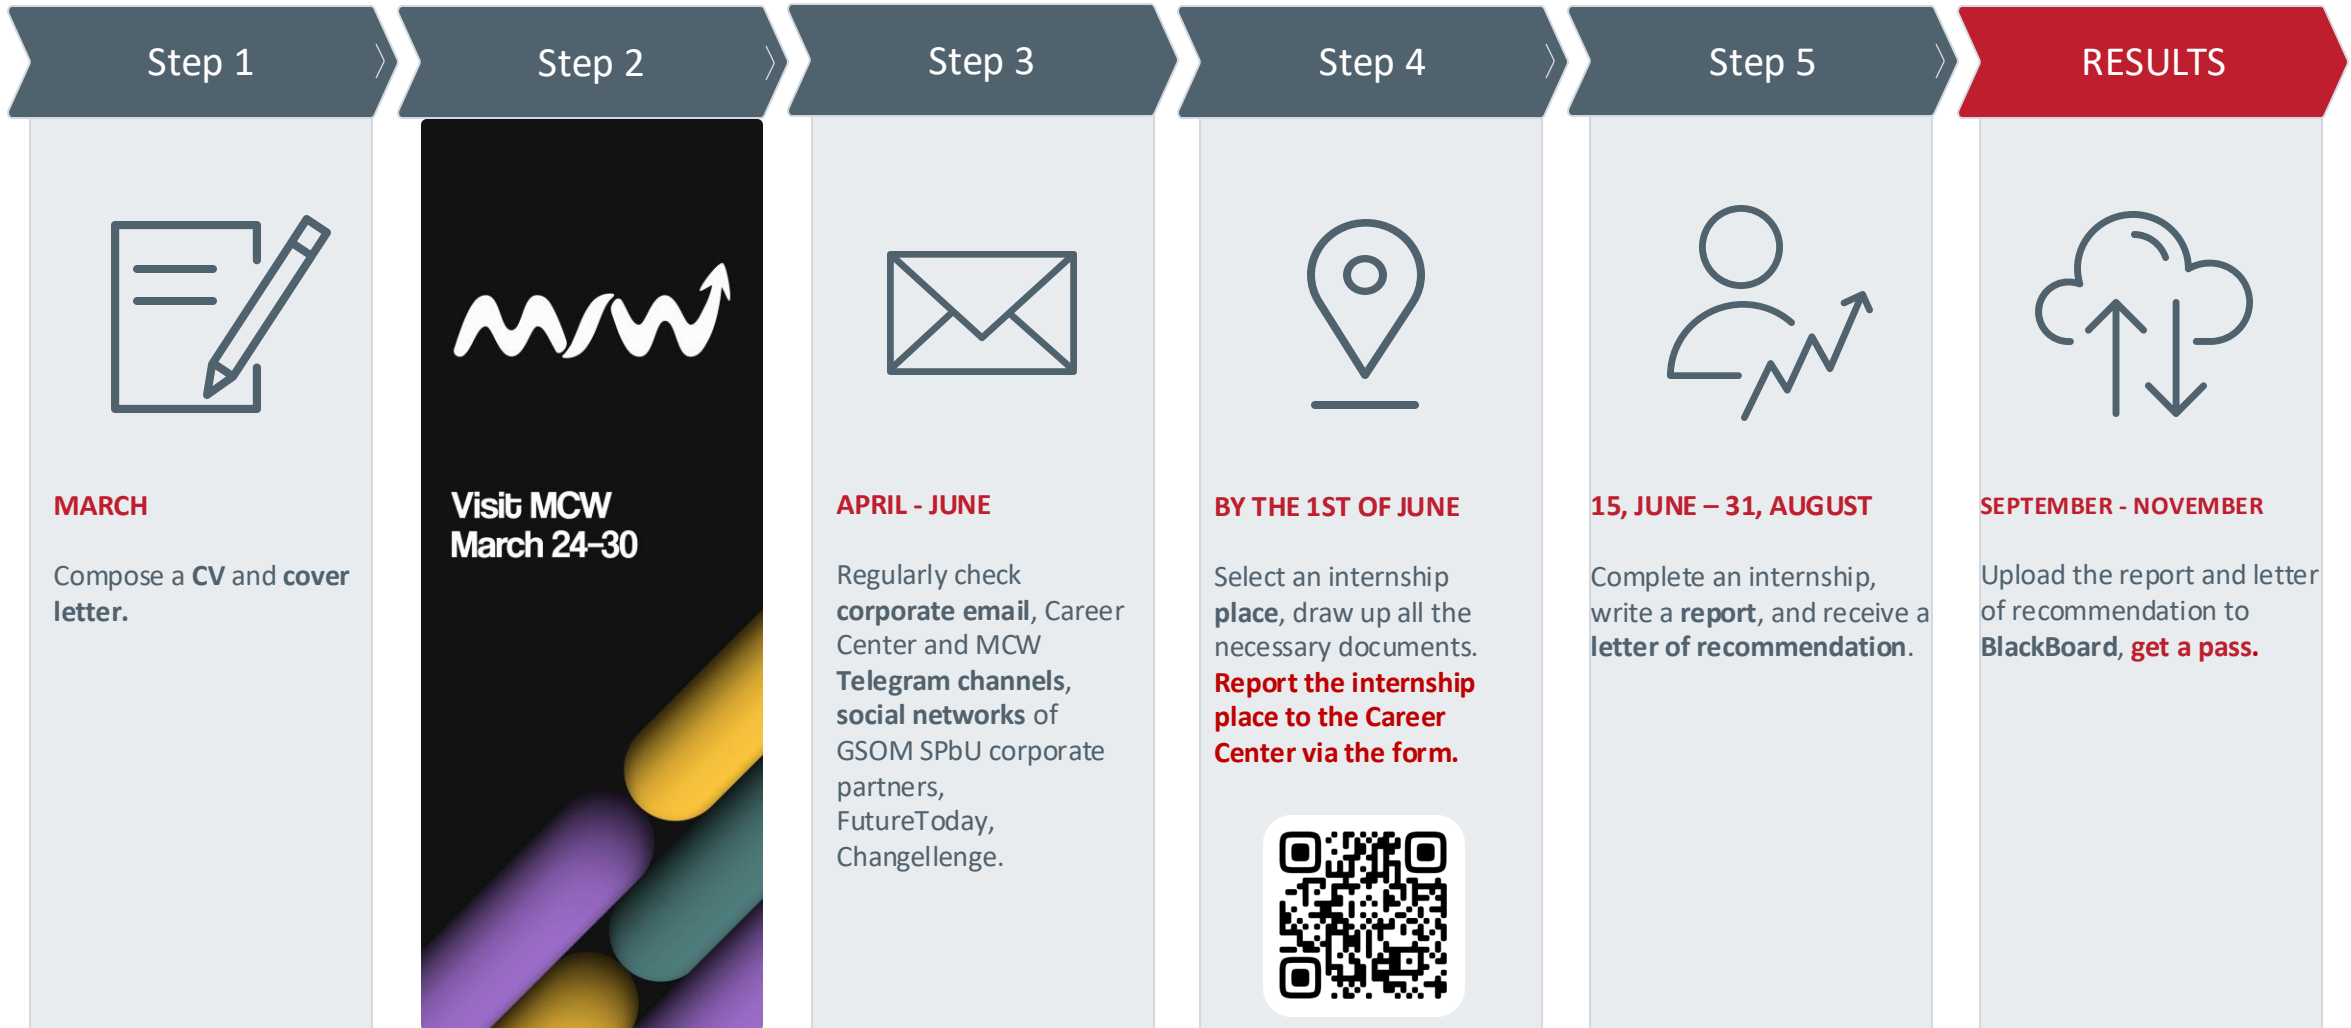 Step 1
Step 2
Step 3
Step 4
Step 5
RESULTS
MARCH
Compose a CV and cover
letter.
Visit MCW
March 24–30
APRIL - JUNE
Regularly check
corporate email, Career
Center and MCW
Telegram channels,
social networks of
GSOM SPbU corporate
partners,
FutureToday,
Changellenge.
BY THE 1ST OF JUNE
Select an internship
place, draw up all the
necessary documents.
Report the internship
place to the Career
Center via the form.
15, JUNE – 31, AUGUST
Complete an internship,
write a report, and receive a
letter of recommendation.
SEPTEMBER - NOVEMBER
Upload the report and letter
of recommendation to
BlackBoard, get a pass.